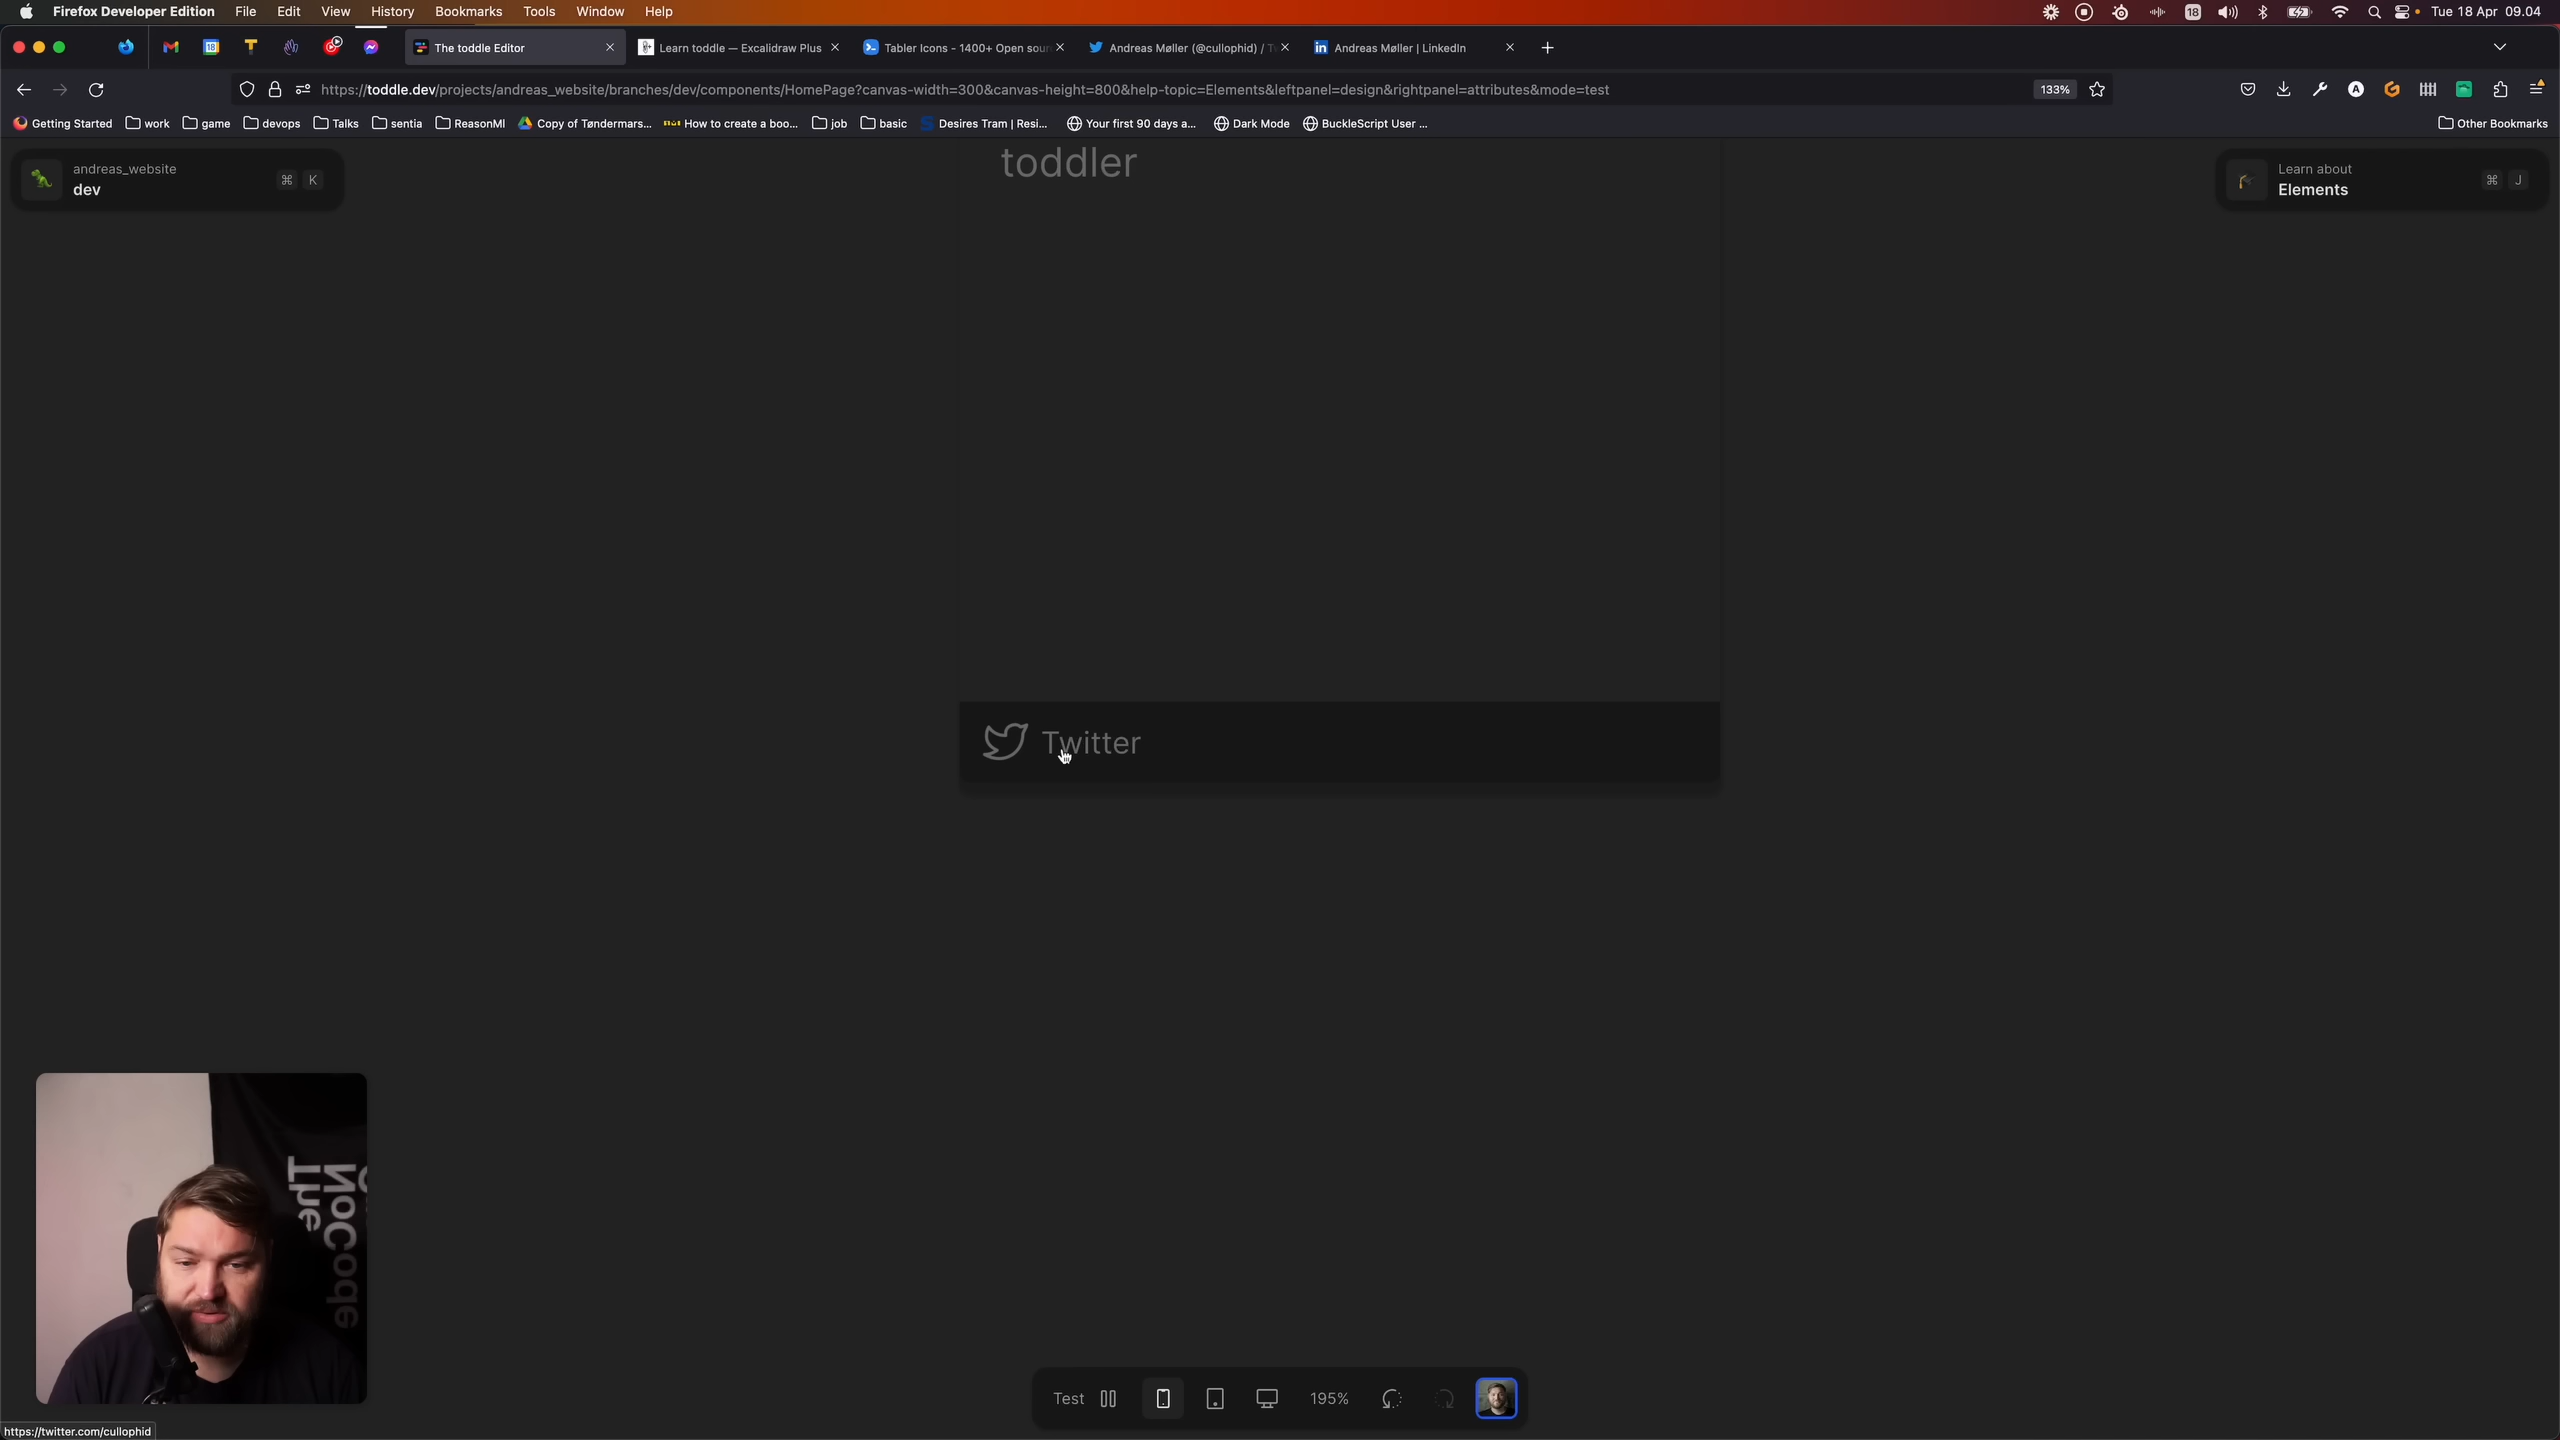 Firefox Developer Edition File Edit View History Bookmarks Tools Window Help
18 Tue 18 Apr 09.04
18 T The toddle Editor Learn toddle — Excalidraw Plus Tabler Icons - 1400+ Open sour Andreas Møller (@cullophid) / T in Andreas Møller | LinkedIn
https://toddle.dev/projects/andreas_website/branches/dev/components/HomePage?canvas-width=300&canvas-height=800&help-topic=Elements&leftpanel=design&rightpanel=attributes&mode=test 133% A
Getting Started work game devops Talks sentia ReasonMl Copy of Tøndermars... How to create a boo... job basic Desires Tram | Resi... Your first 90 days a... Dark Mode BuckleScript User ... Other Bookmarks
andreas_website
dev
⌘ K
toddler
Learn about
Elements
⌘ J
Twitter
The
NoCode
Test 195%
https://twitter.com/cullophid